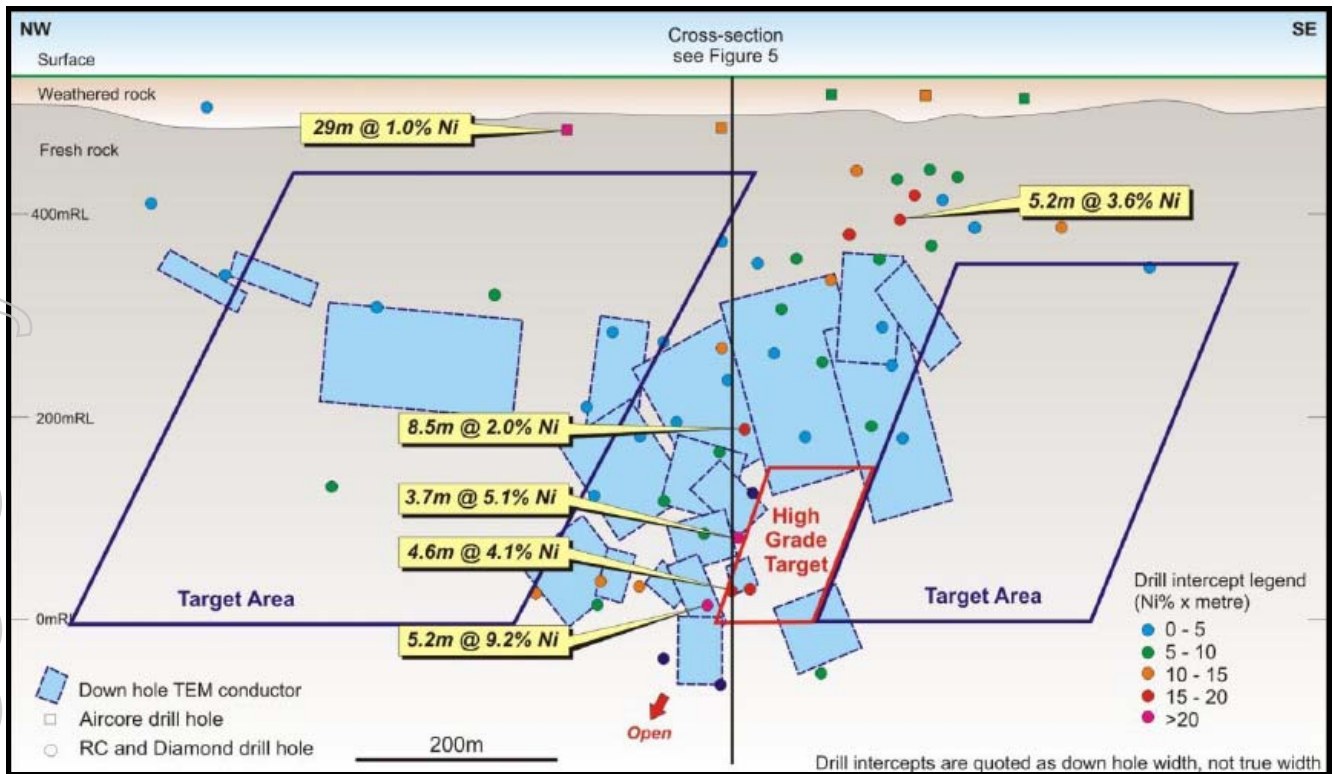 NW
SE
Cross-section
see Figure 5
Surface
Weathered rock
29m @ 1.0% Ni
Fresh rock
5.2m @ 3.6% Ni
400mRL
200mRL
8.5m @ 2.0% Ni
3.7m @ 5.1% Ni
High
Grade
Target
4.6m @ 4.1% Ni
Target Area
Target Area
0mRL
5.2m @ 9.2% Ni
Drill intercept legend
(Ni% x metre)
0 - 5
5 - 10
10 - 15
15 - 20
>20
Down hole TEM conductor
Aircore drill hole
RC and Diamond drill hole
200m
Open
Drill intercepts are quoted as down hole width, not true width